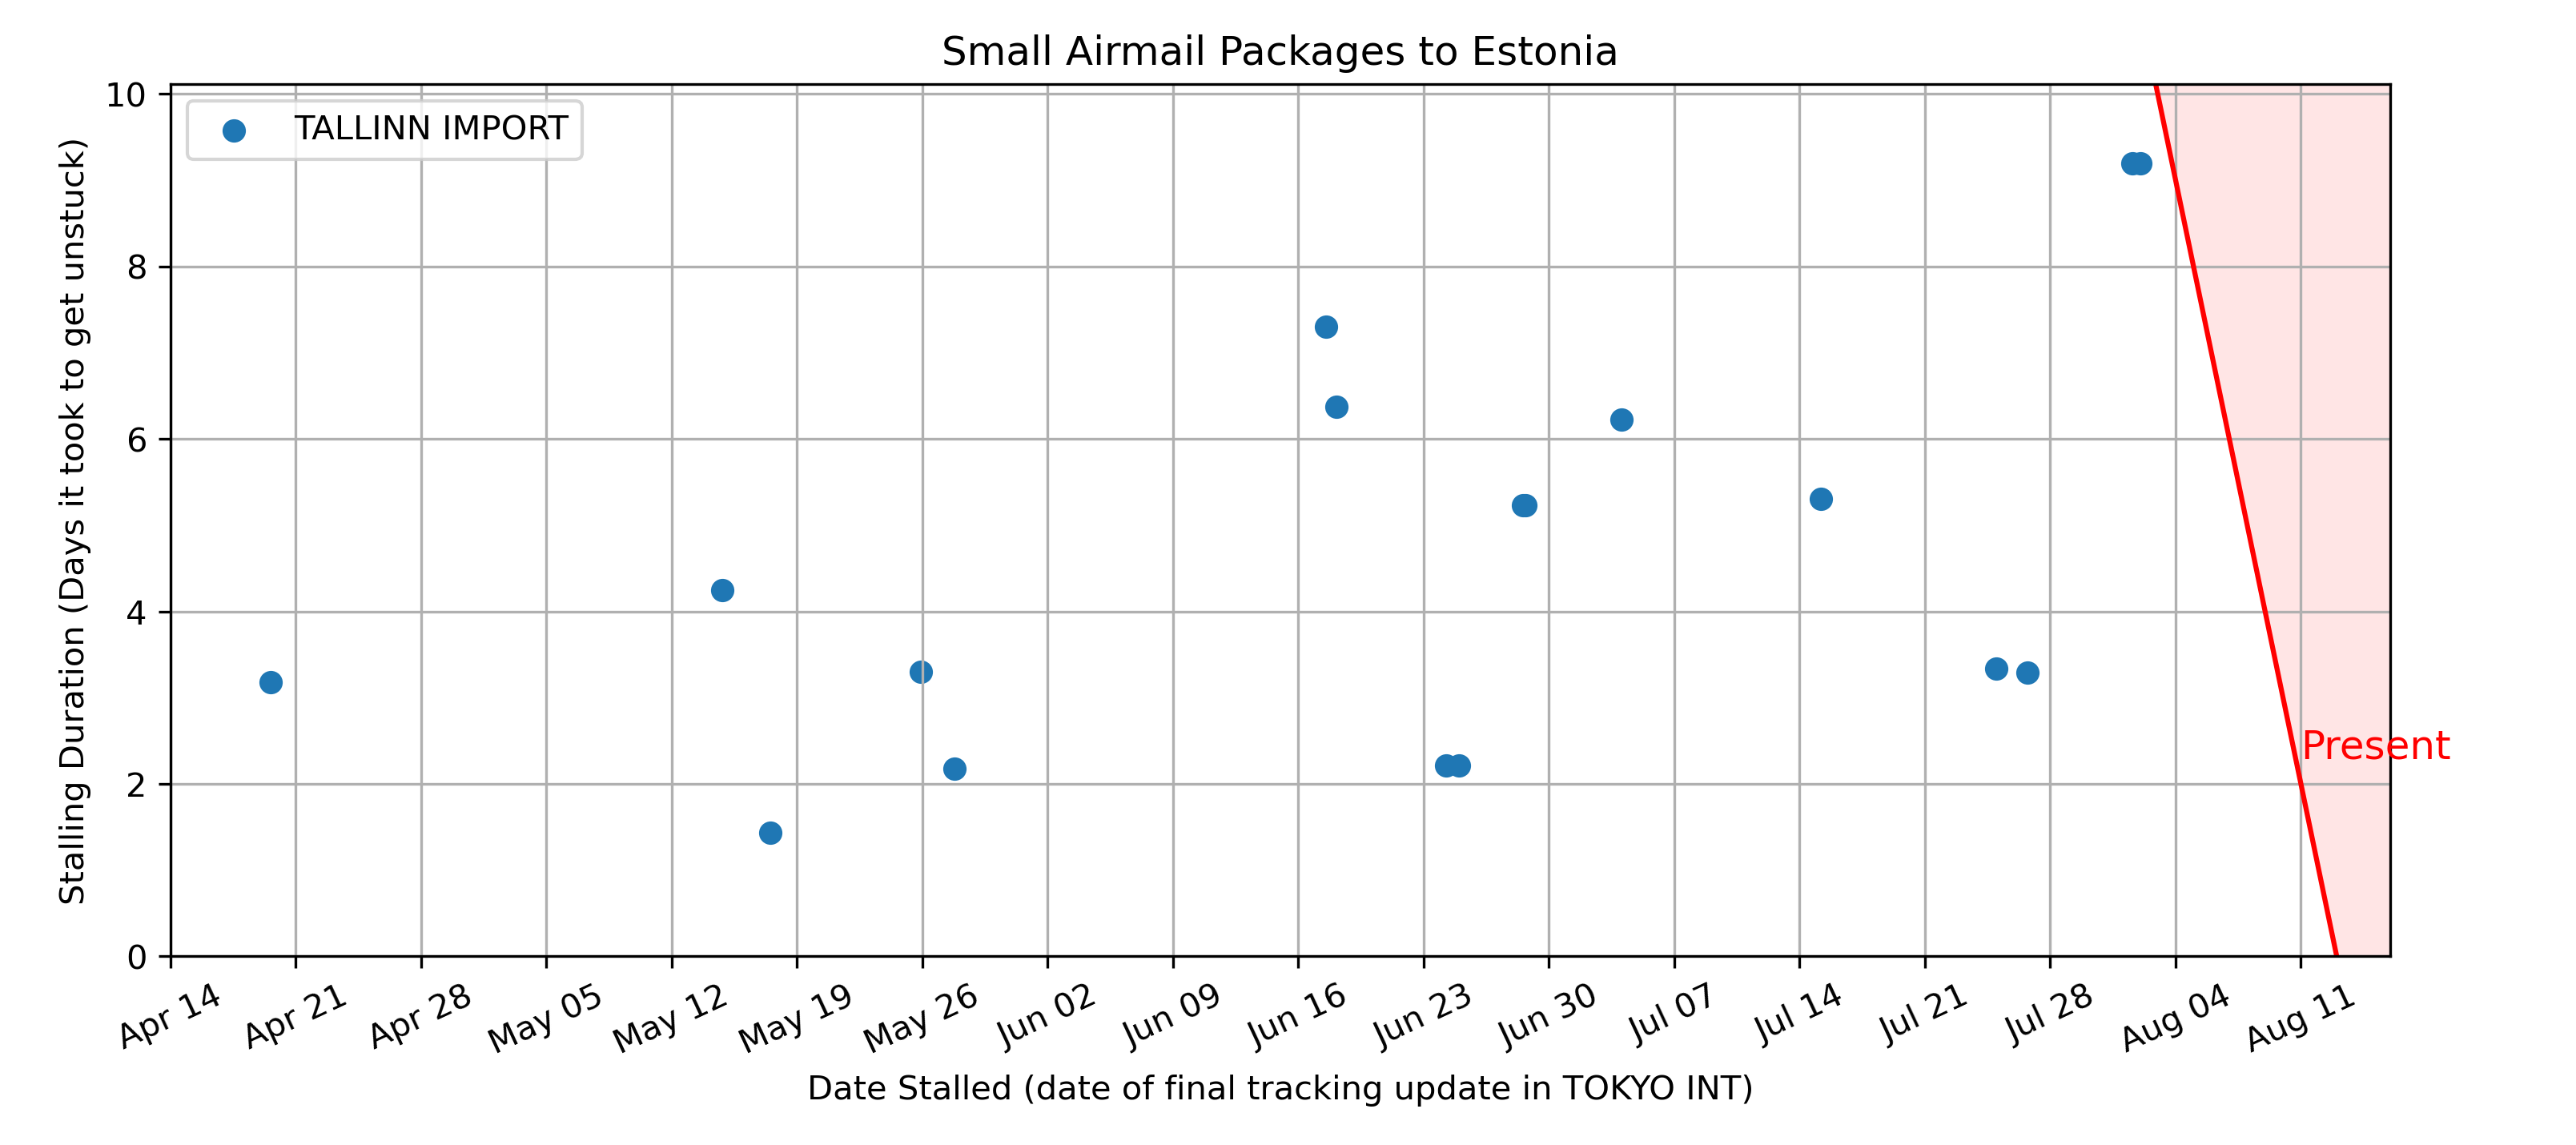 Small Airmail Packages to Estonia
TALLINN IMPORT
Stalling Duration (Days it took to get unstuck)
10
8
6
4
2
0
Present
Apr 14 Apr 21 Apr 28 May 05 May 12 May 19 May 26 Jun 02 Jun 09 Jun 16 Jun 23 Jun 30 Jul 07 Jul 14 Jul 21 Jul 28 Aug 04 Aug 11
Date Stalled (date of final tracking update in TOKYO INT)